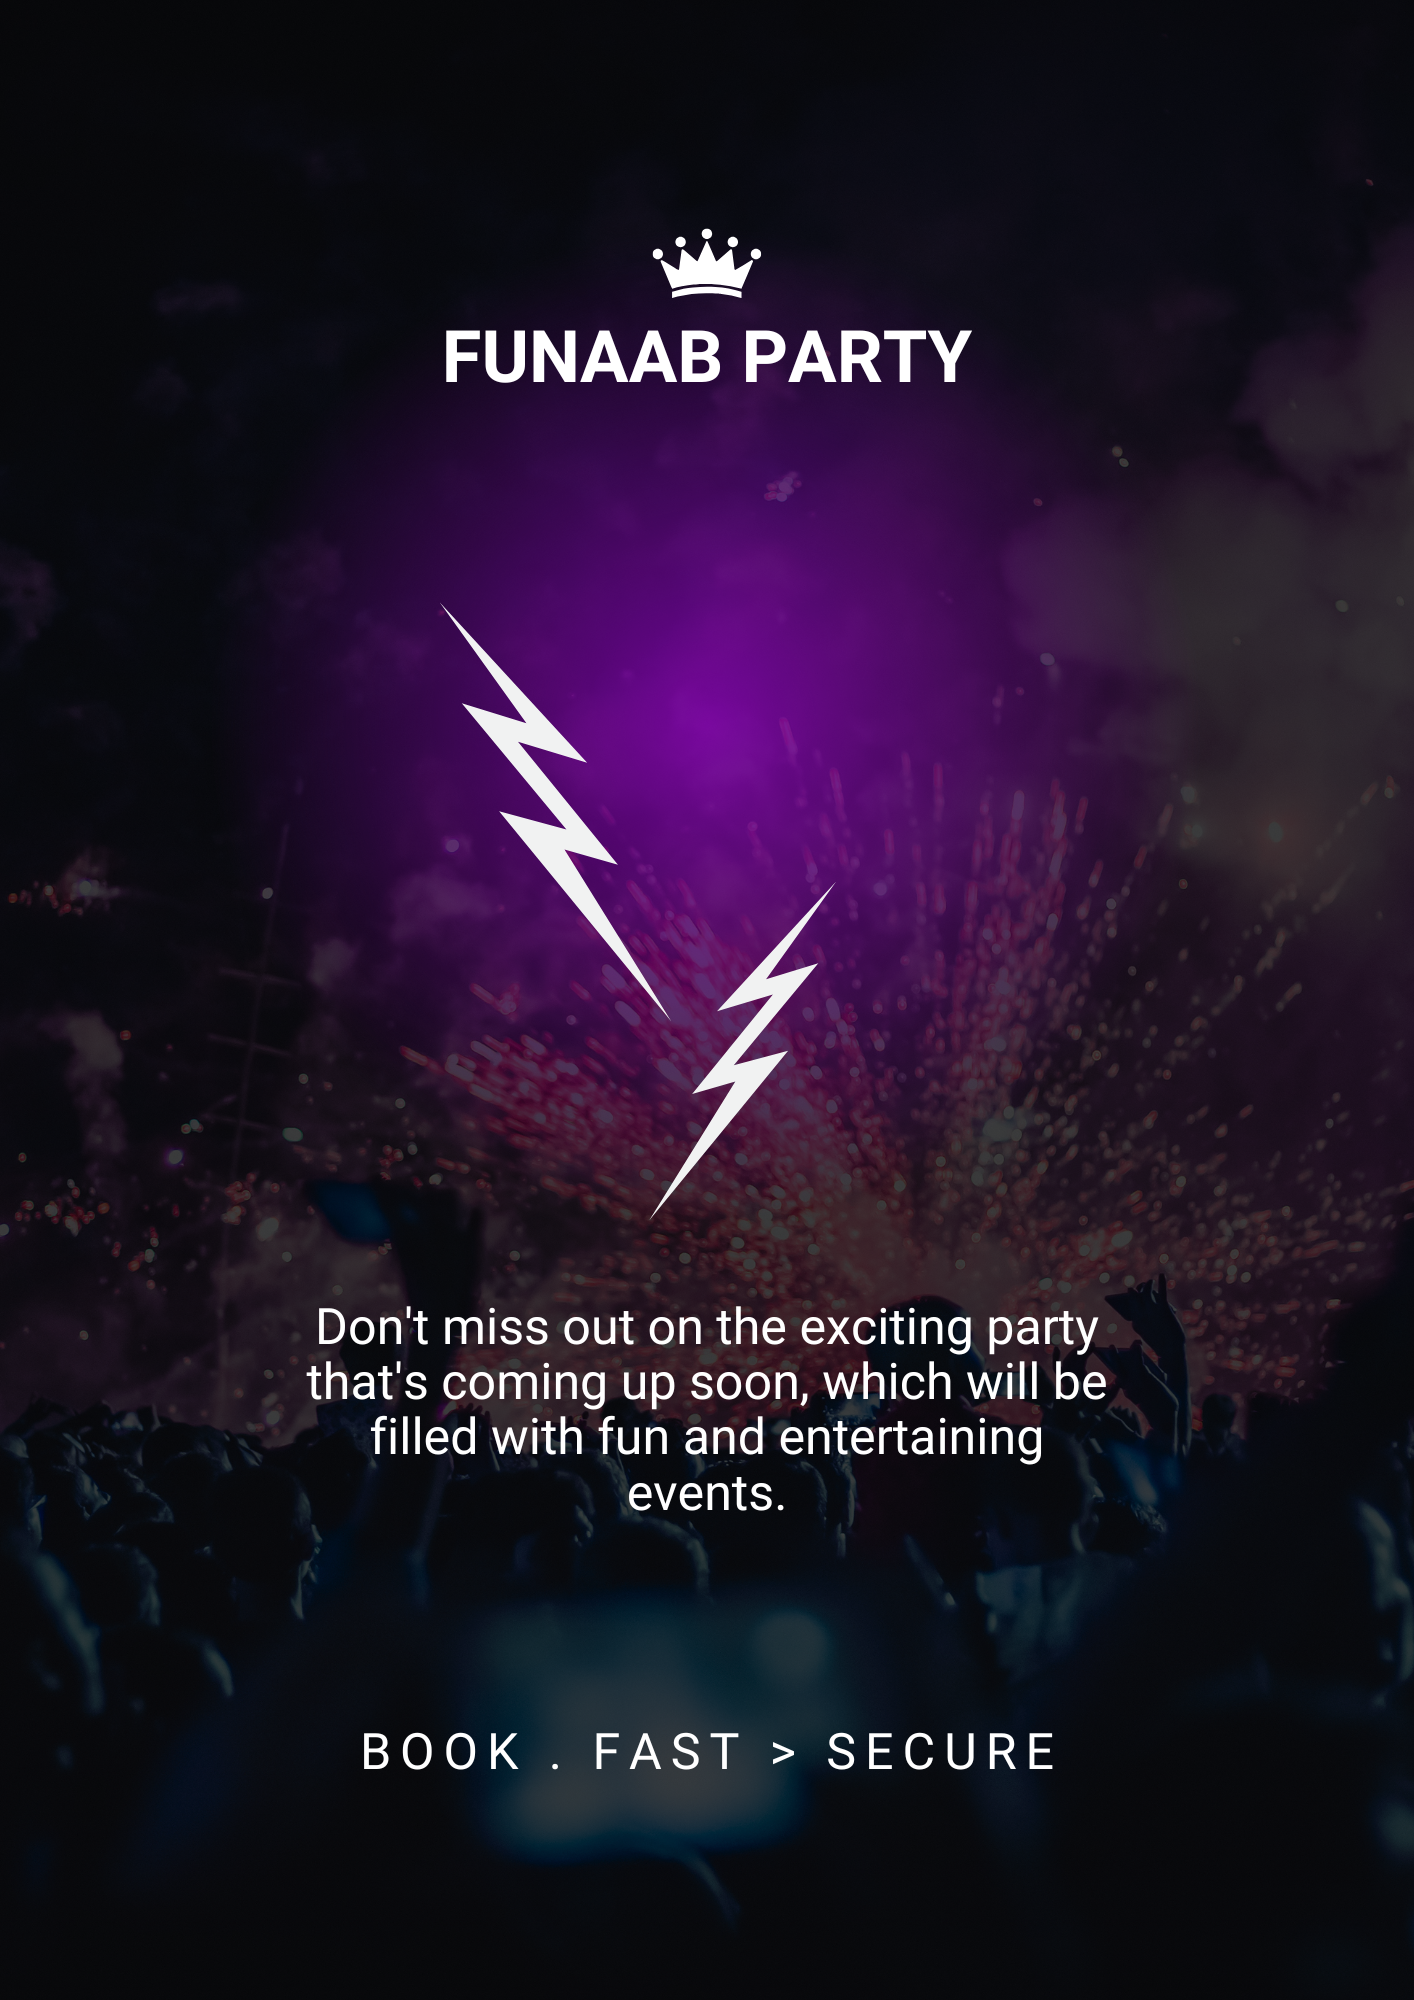 FUNAAB PARTY
Don't miss out on the exciting party
that's coming up soon, which will be
filled with fun and entertaining
events.
BOOK . FAST > SECURE